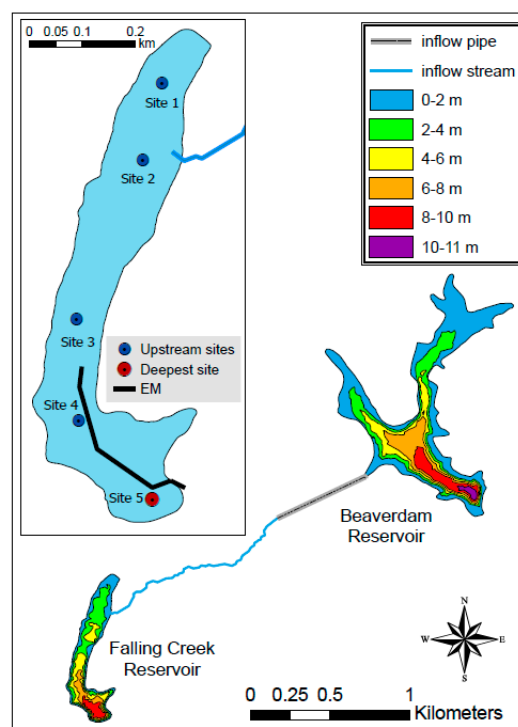 0 0.05 0.1 0.2
km
Site 1
Site 2
Site 3
Upstream sites
Deepest site
EM
Site 4
Site 5
inflow pipe
inflow stream
0-2 m
2-4 m
4-6 m
6-8 m
8-10 m
10-11 m
Beaverdam
Reservoir
Falling Creek
Reservoir
N
W E
S
0 0.25 0.5 1
Kilometers